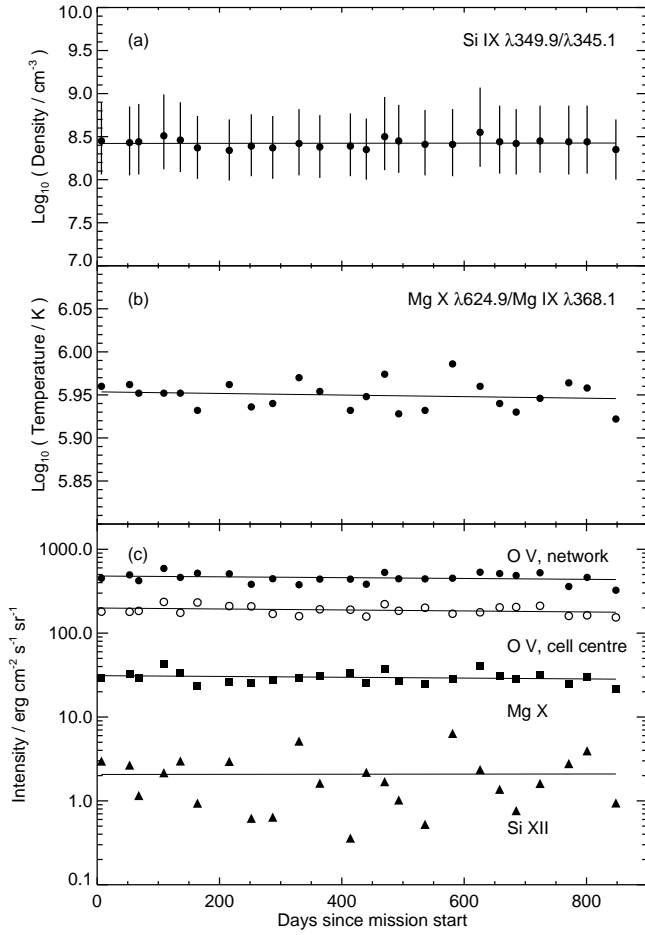 (a)
Si IX λ349.9/λ345.1
10.0
9.5
9.0
8.5
8.0
7.5
7.0
Log₁₀ ( Density / cm⁻³ )
(b)
Mg X λ624.9/Mg IX λ368.1
6.05
6.00
5.95
5.90
5.85
Log₁₀ ( Temperature / K )
(c)
O V, network
O V, cell centre
Mg X
Si XII
1000.0
100.0
10.0
1.0
0.1
Intensity / erg cm⁻² s⁻¹ sr⁻¹
0 200 400 600 800
Days since mission start